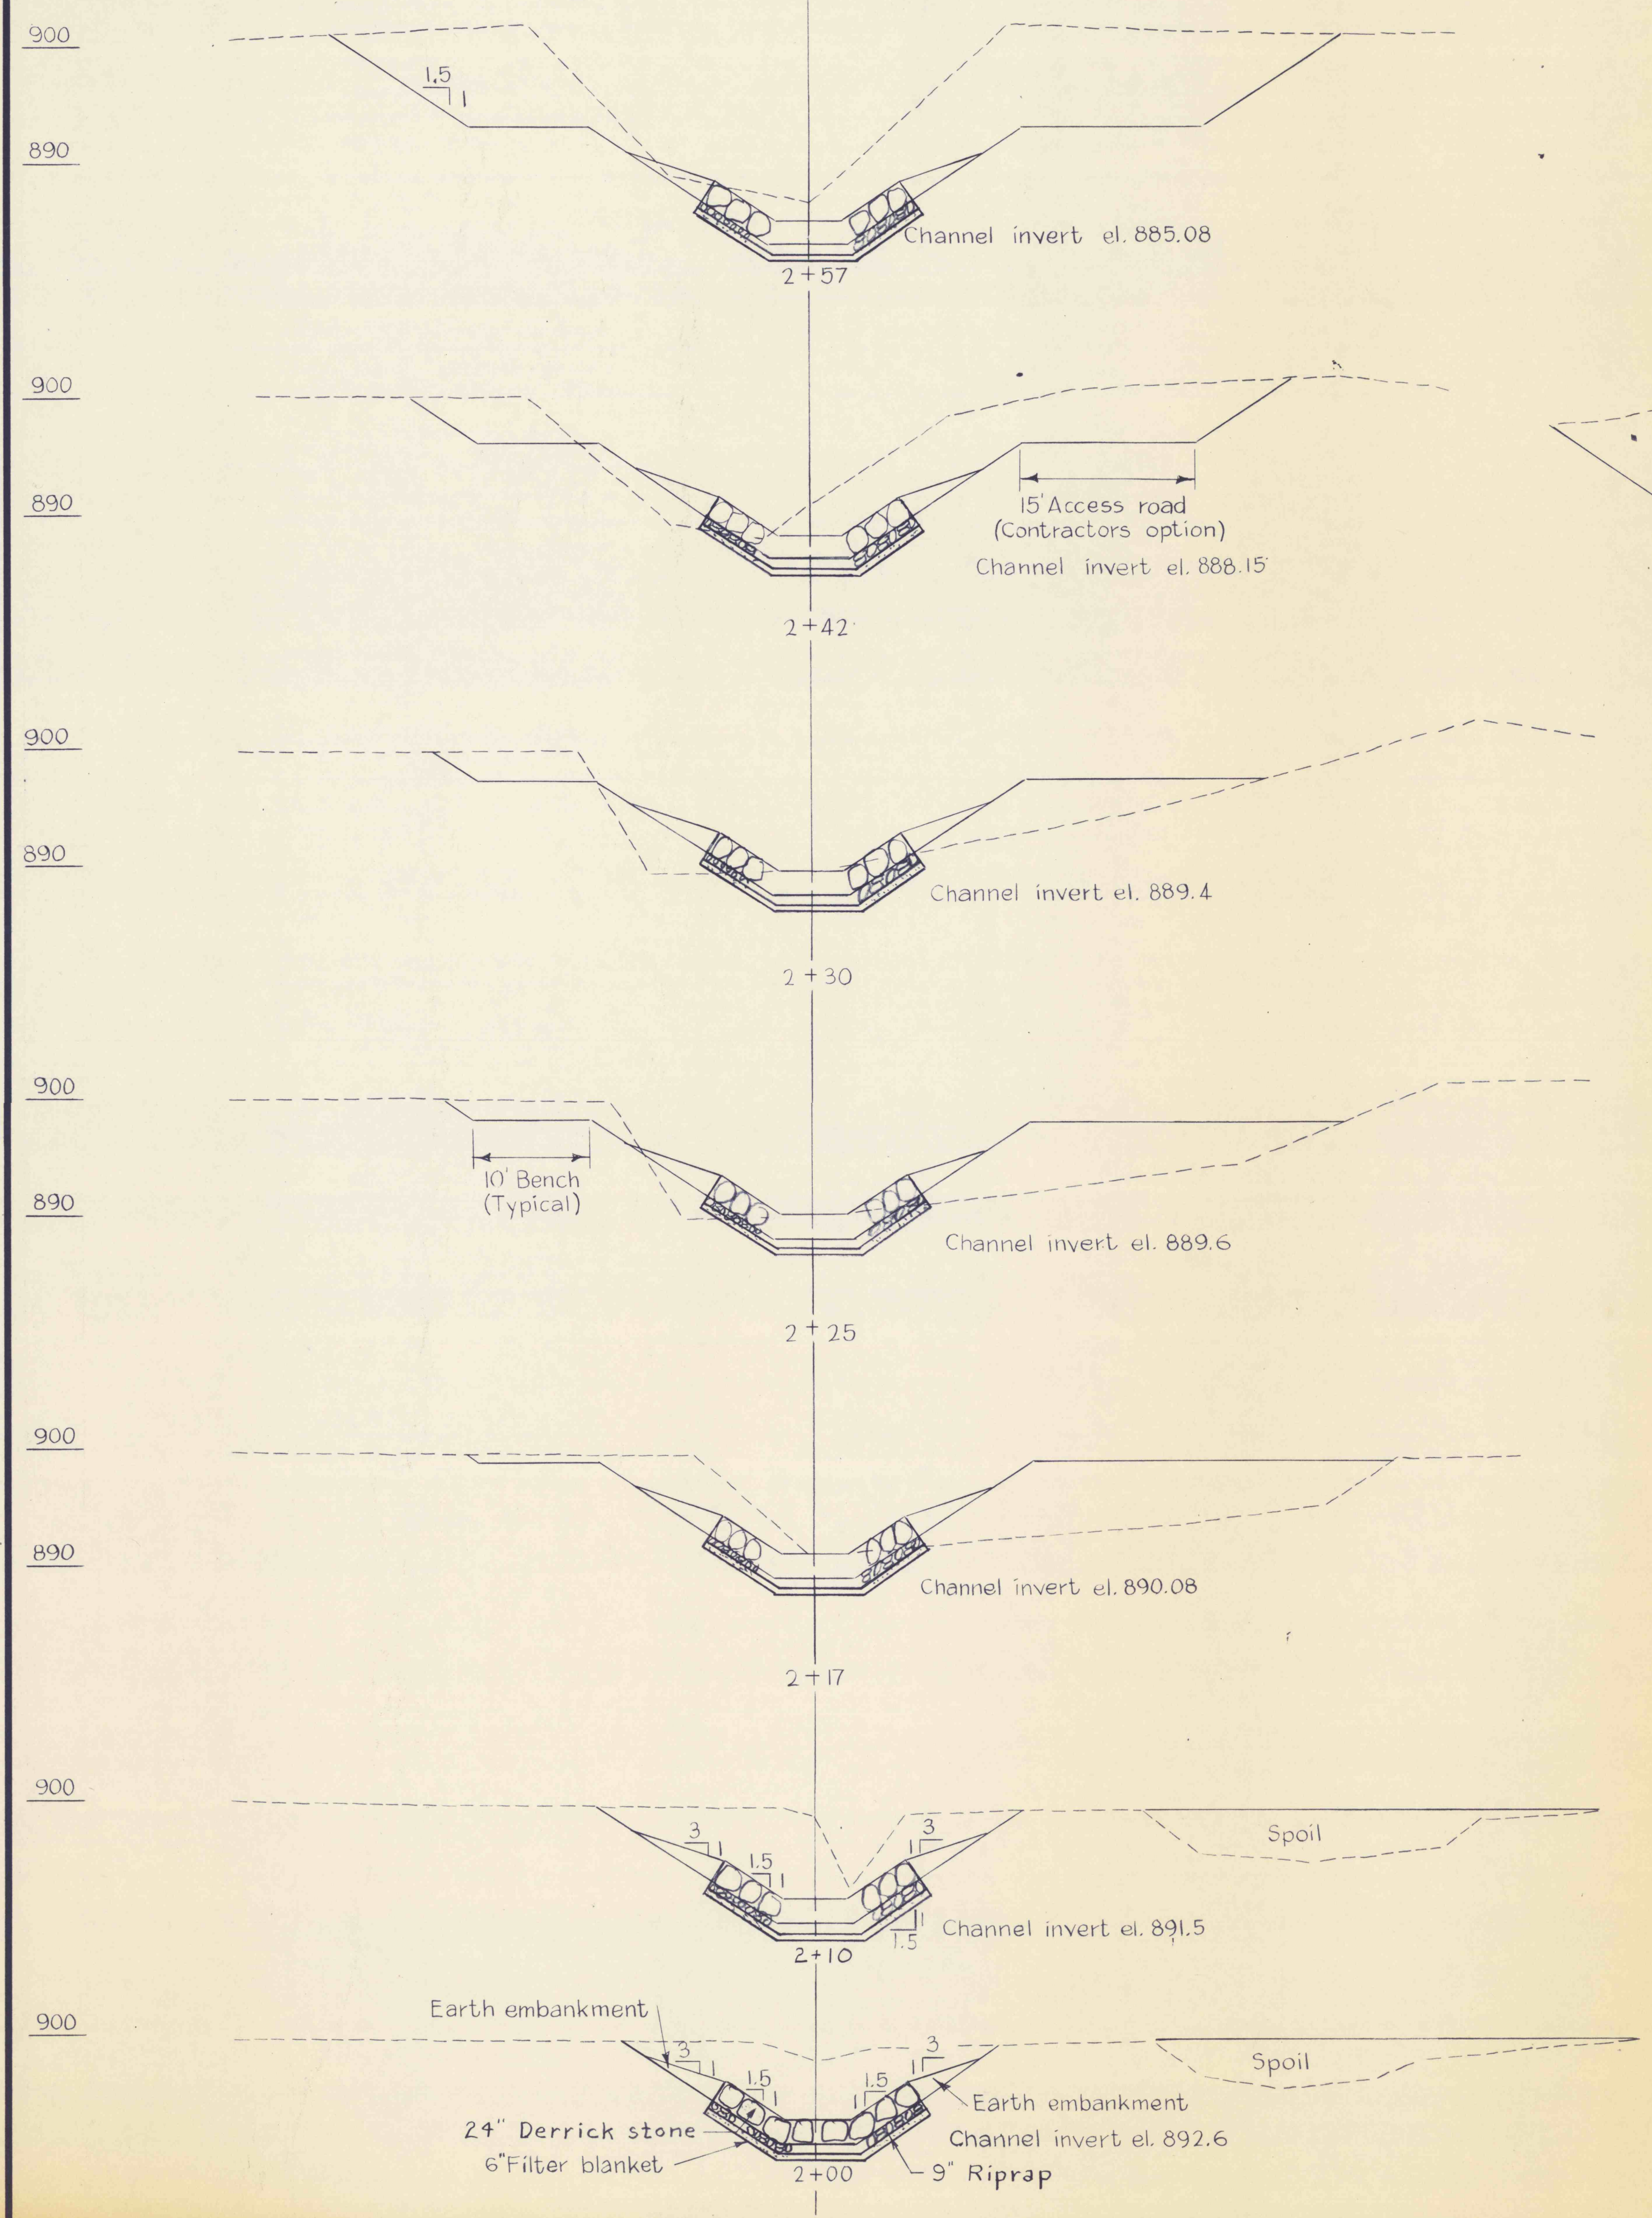 900
1.5
1
890
Channel invert el. 885.08
2+57
900
890
15' Access road
(Contractors option)
Channel invert el. 888.15
2+42
900
890
Channel invert el. 889.4
2+30
900
10' Bench
(Typical)
890
Channel invert el. 889.6
2+25
900
890
Channel invert el. 890.08
2+17
900
3
1
1.5
1
3
1
Spoil
1
1.5
Channel invert el. 891.5
2+10
Earth embankment
900
3
1
1.5
1
1.5
1
3
1
Spoil
Earth embankment
24" Derrick stone
Channel invert el. 892.6
6" Filter blanket
2+00
9" Riprap